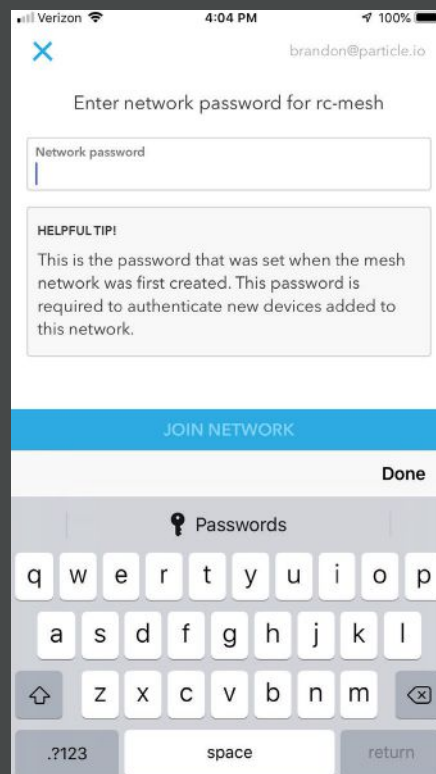 Verizon 4:04 PM 100%
brandon@particle.io
Enter network password for rc-mesh
Network password
HELPFUL TIP!
This is the password that was set when the mesh
network was first created. This password is
required to authenticate new devices added to
this network.
JOIN NETWORK
Done
Passwords
q w e r t y u i o p
a s d f g h j k l
z x c v b n m
.?123 space return